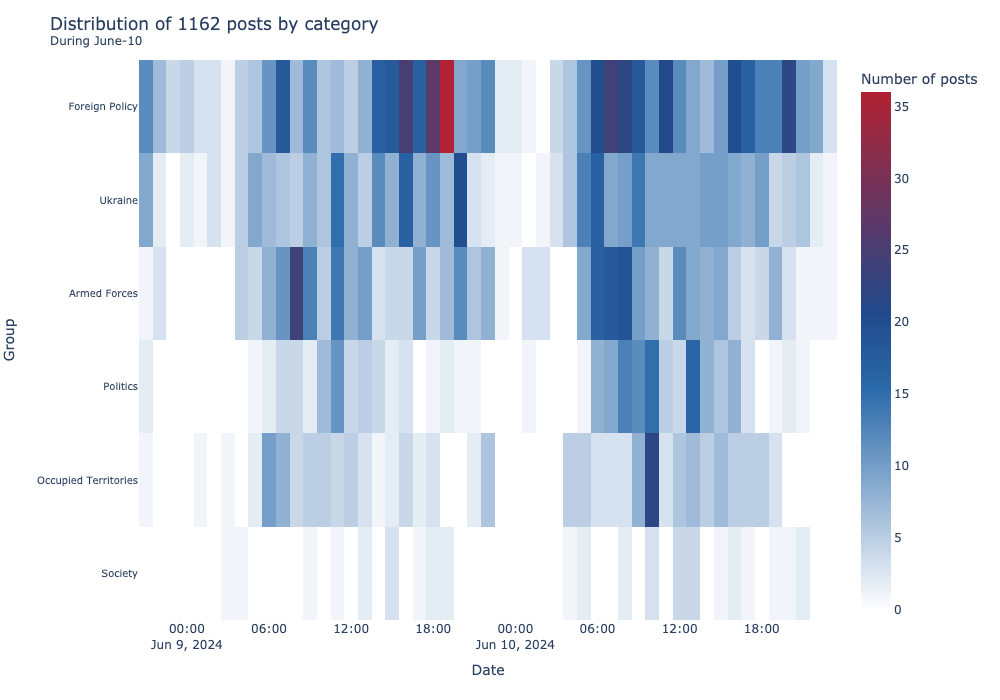 Distribution of 1162 posts by category
During June-10
Number of posts
35
30
25
20
15
10
5
0
Group
Foreign Policy
Ukraine
Armed Forces
Politics
Occupied Territories
Society
00:00 06:00 12:00 18:00 00:00 06:00 12:00 18:00
Jun 9, 2024 Jun 10, 2024
Date